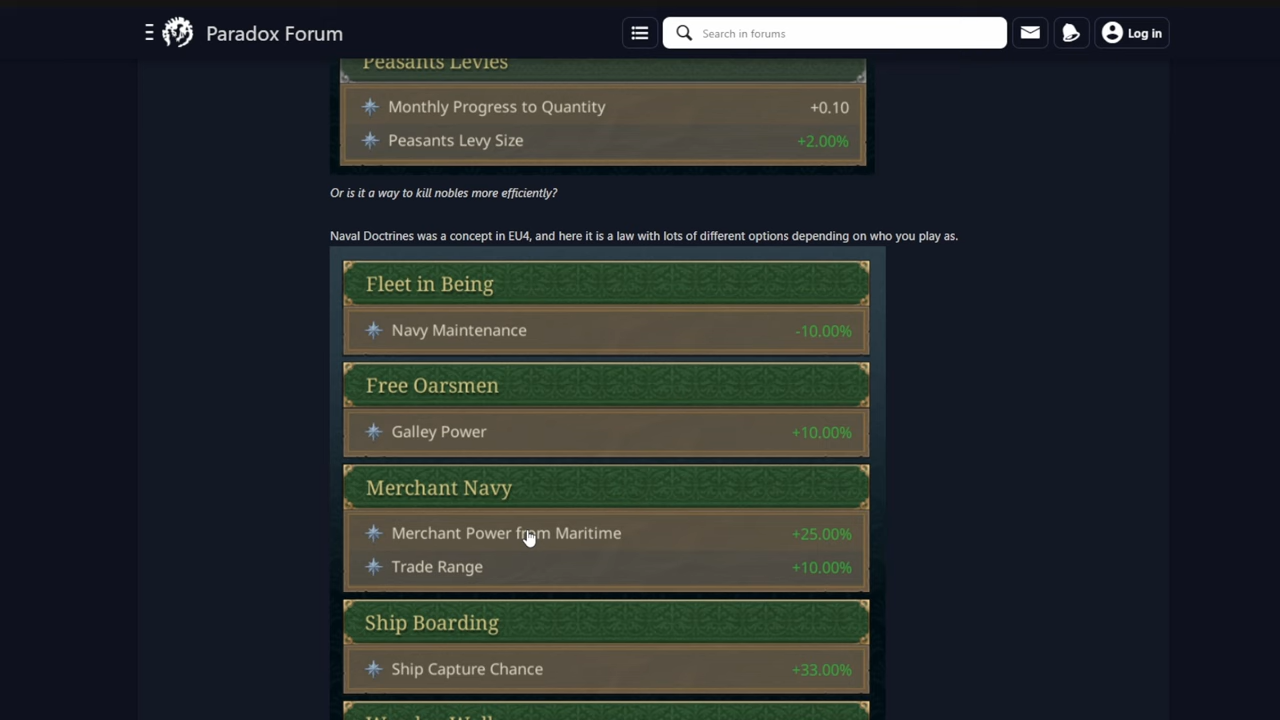 Paradox Forum
Search in forums
Log in
Peasants Levies
Monthly Progress to Quantity +0.10
Peasants Levy Size +2.00%
Or is it a way to kill nobles more efficiently?
Naval Doctrines was a concept in EU4, and here it is a law with lots of different options depending on who you play as.
Fleet in Being
Navy Maintenance -10.00%
Free Oarsmen
Galley Power +10.00%
Merchant Navy
Merchant Power from Maritime +25.00%
Trade Range +10.00%
Ship Boarding
Ship Capture Chance +33.00%